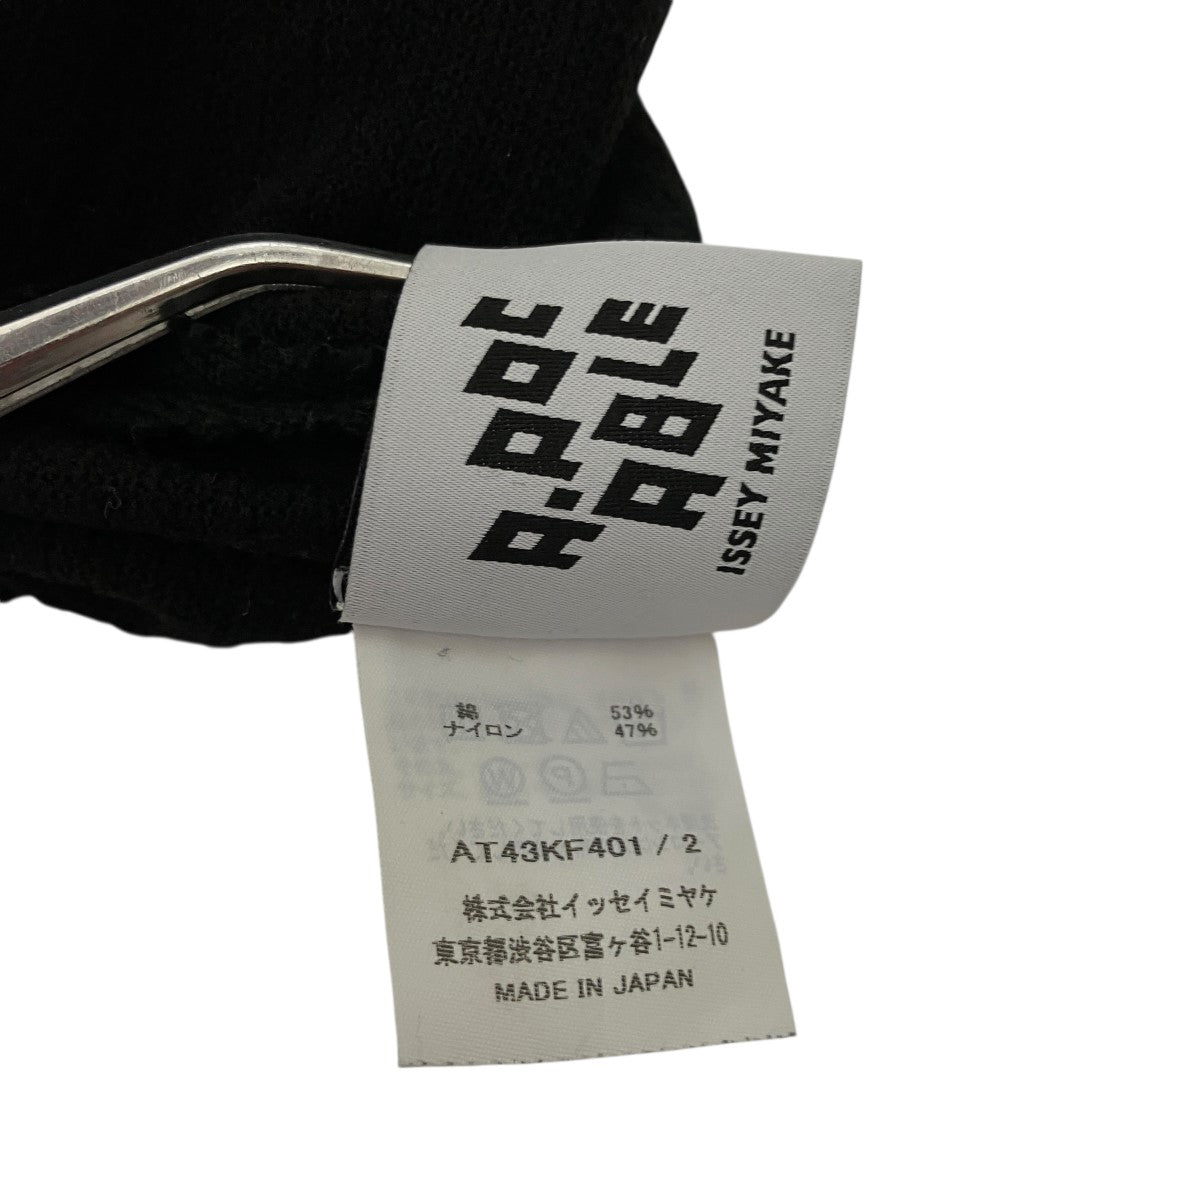 A.POC
ABLE
ISSEY MIYAKE
綿 53%
ナイロン 47%
AT43KF401 / 2
株式会社イッセイミヤケ
東京都渋谷区富ヶ谷1-12-10
MADE IN JAPAN